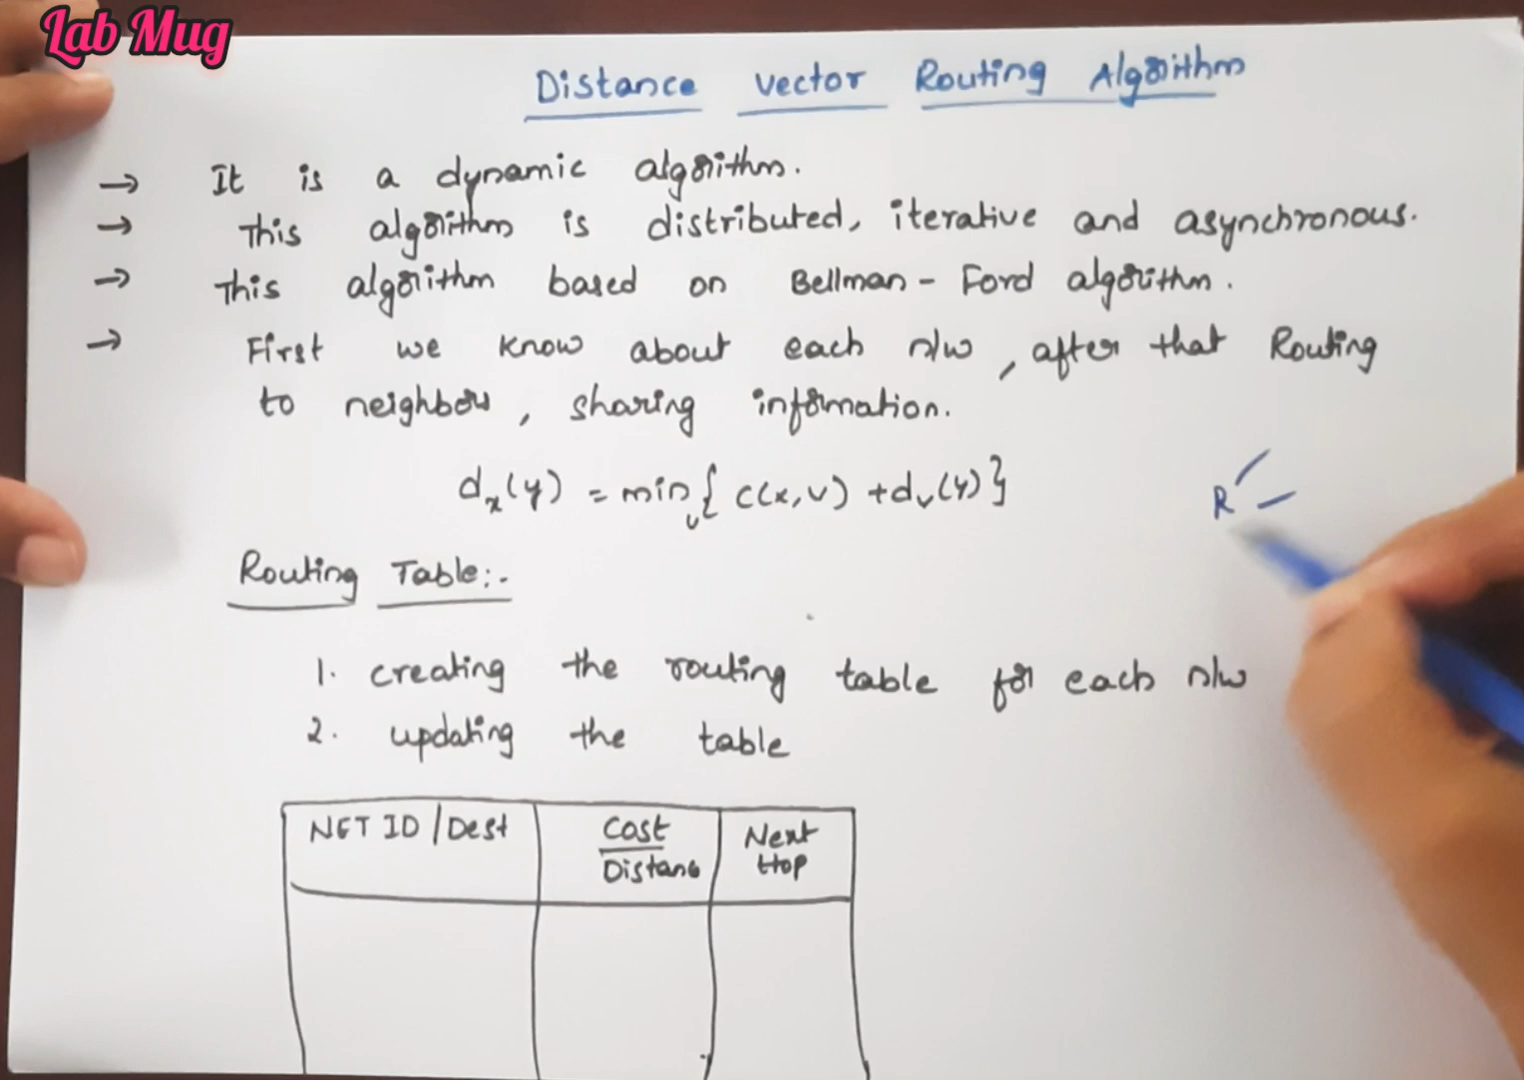 Lab Mug
Distance vector Routing Algorithm
→ It is a dynamic algorithm.
→ This algorithm is distributed, iterative and asynchronous.
→ This algorithm based on Bellman - Ford algorithm.
→ First we know about each n/w, after that Routing
to neighbors, sharing information.
dₓ(y) = minᵥ{ c(x,v) + dᵥ(y)}
R
Routing Table:-
1. creating the routing table for each n/w
2. updating the table
NET ID / Dest
Cost
Distanc
Next
Hop